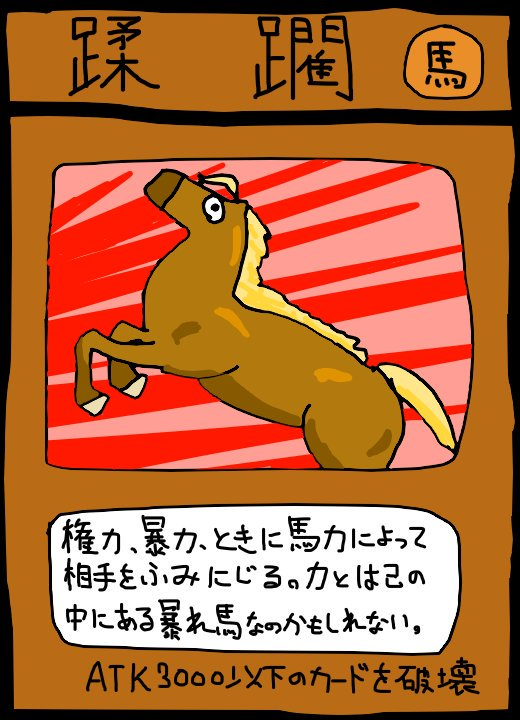 蹂躙 馬
権力、暴力、ときに馬力によって
相手をふみにじる。力とは己の
中にある暴れ馬なのかもしれない。
ATK3000以下のカードを破壊